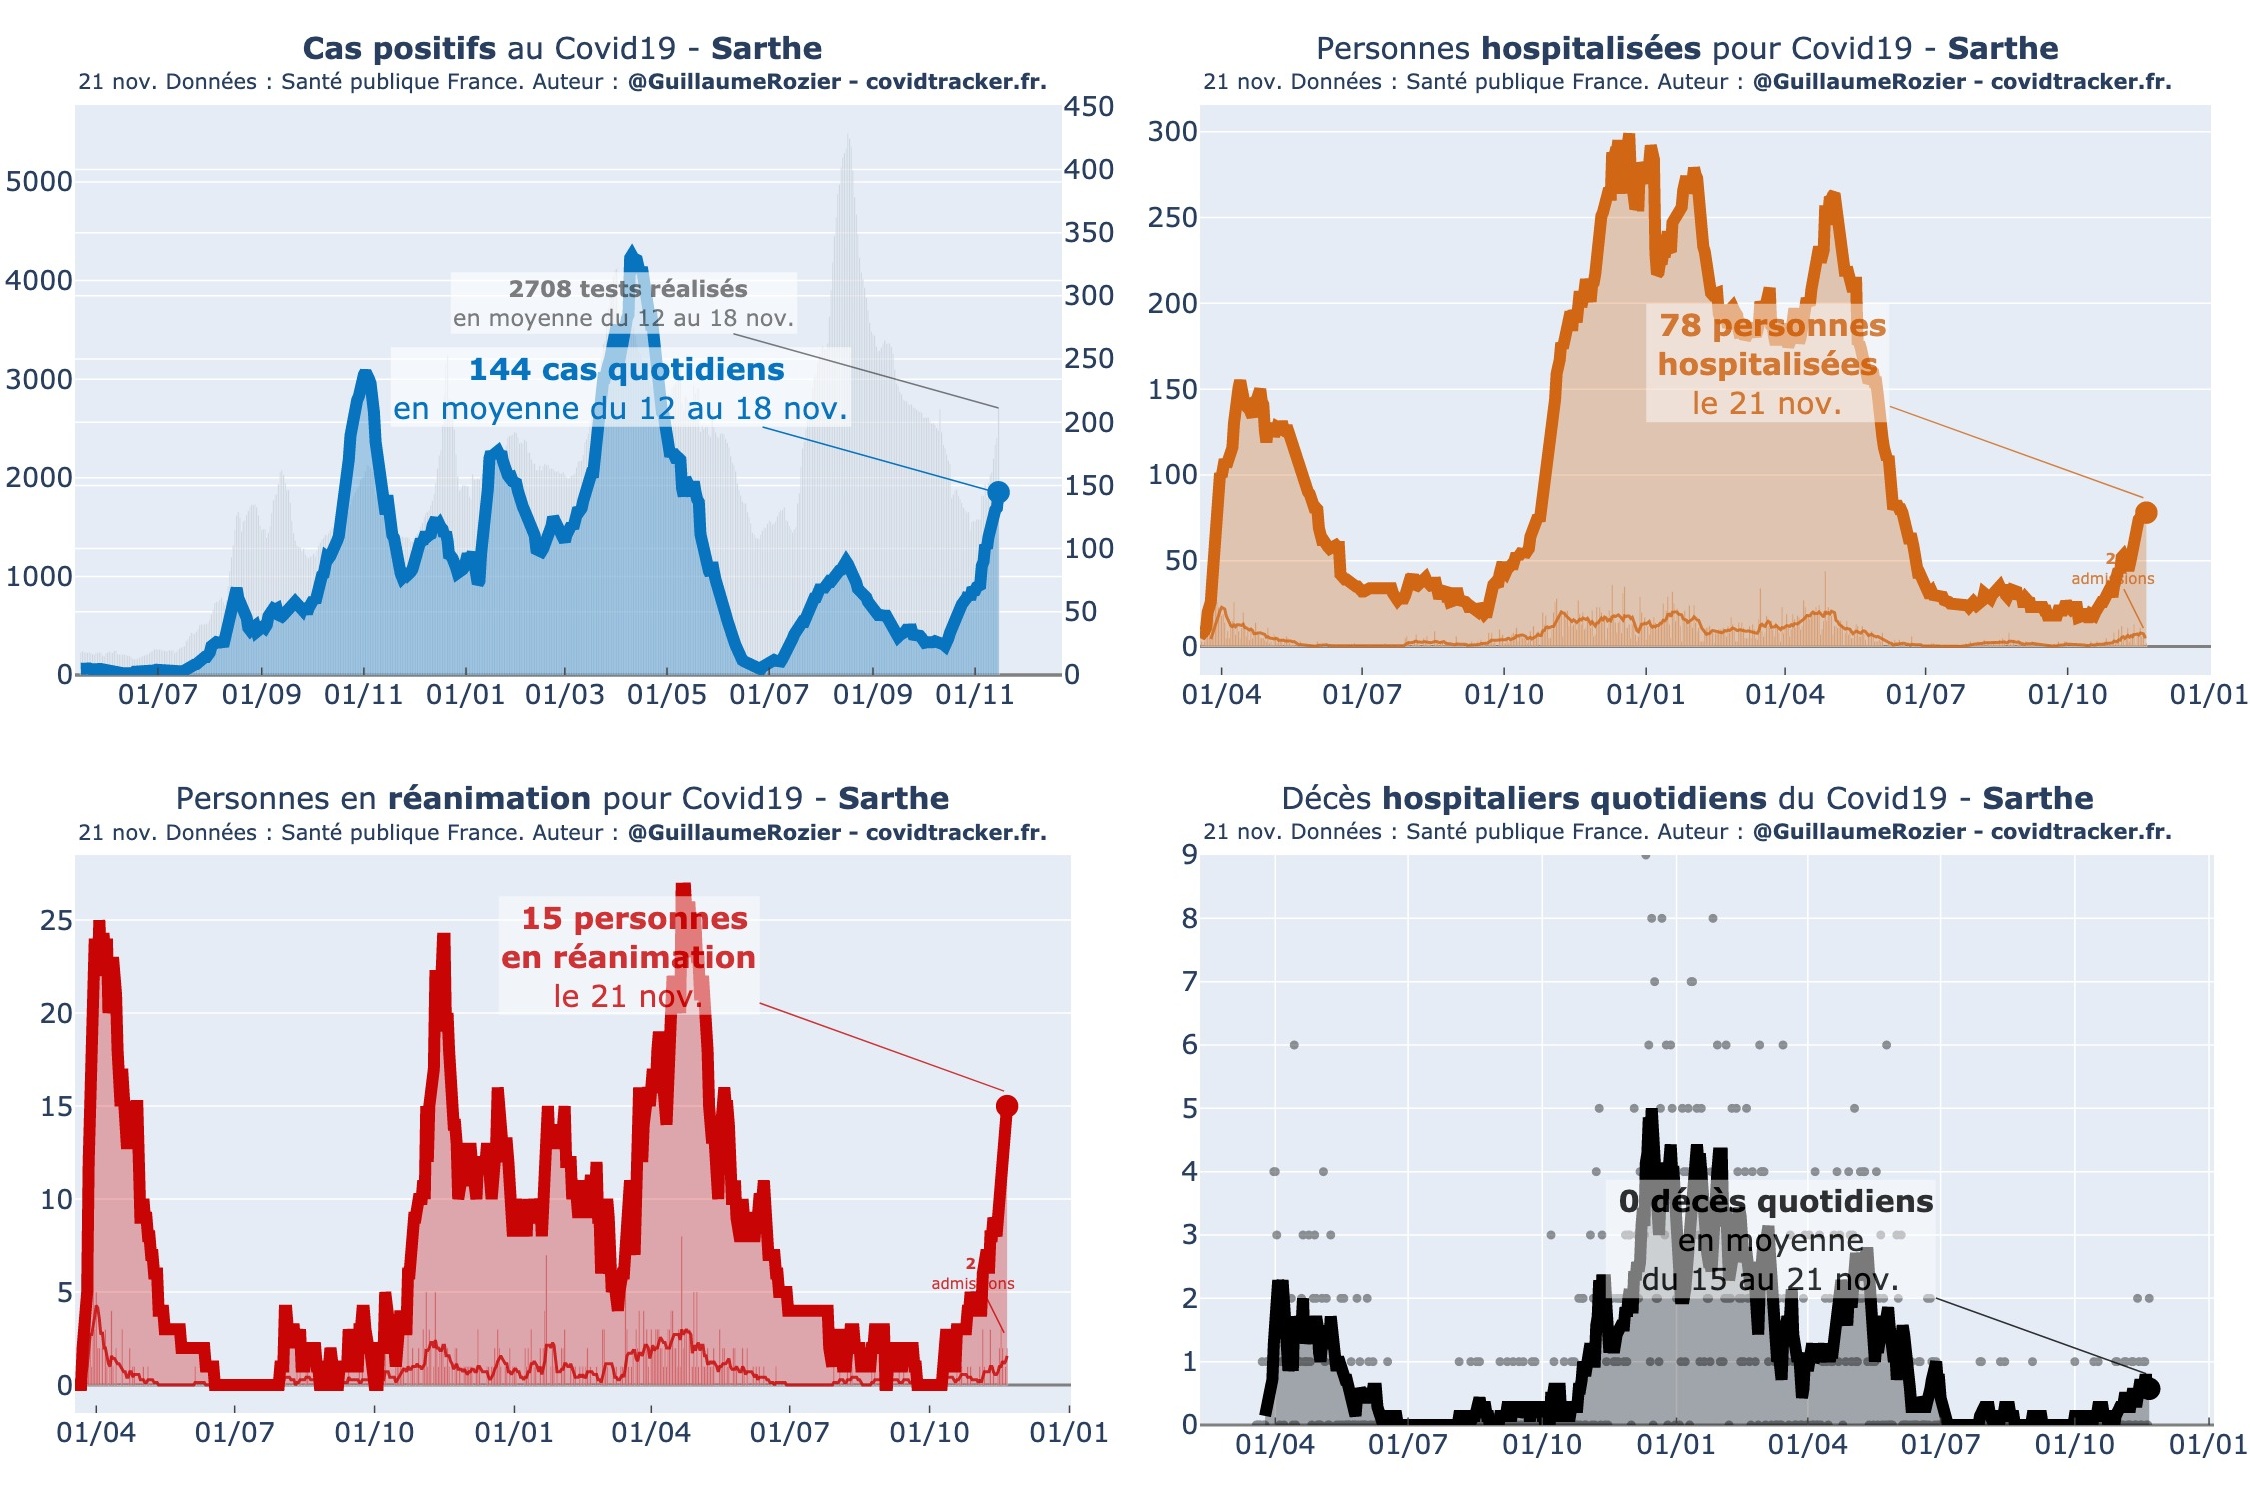 Cas positifs au Covid19 - Sarthe
21 nov. Données : Santé publique France. Auteur : @GuillaumeRozier - covidtracker.fr.
450
400
350
300
250
200
150
100
50
0
5000
4000
3000
2000
1000
0
2708 tests réalisés
en moyenne du 12 au 18 nov.
144 cas quotidiens
en moyenne du 12 au 18 nov.
01/07 01/09 01/11 01/01 01/03 01/05 01/07 01/09 01/11
Personnes hospitalisées pour Covid19 - Sarthe
21 nov. Données : Santé publique France. Auteur : @GuillaumeRozier - covidtracker.fr.
300
250
200
150
100
50
0
78 personnes
hospitalisées
le 21 nov.
admissions
01/04 01/07 01/10 01/01 01/04 01/07 01/10 01/01
Personnes en réanimation pour Covid19 - Sarthe
21 nov. Données : Santé publique France. Auteur : @GuillaumeRozier - covidtracker.fr.
25
20
15
10
5
0
15 personnes
en réanimation
le 21 nov.
2
admissions
01/04 01/07 01/10 01/01 01/04 01/07 01/10 01/01
Décès hospitaliers quotidiens du Covid19 - Sarthe
21 nov. Données : Santé publique France. Auteur : @GuillaumeRozier - covidtracker.fr.
9
8
7
6
5
4
3
2
1
0
0 décès quotidiens
en moyenne
du 15 au 21 nov.
01/04 01/07 01/10 01/01 01/04 01/07 01/10 01/01